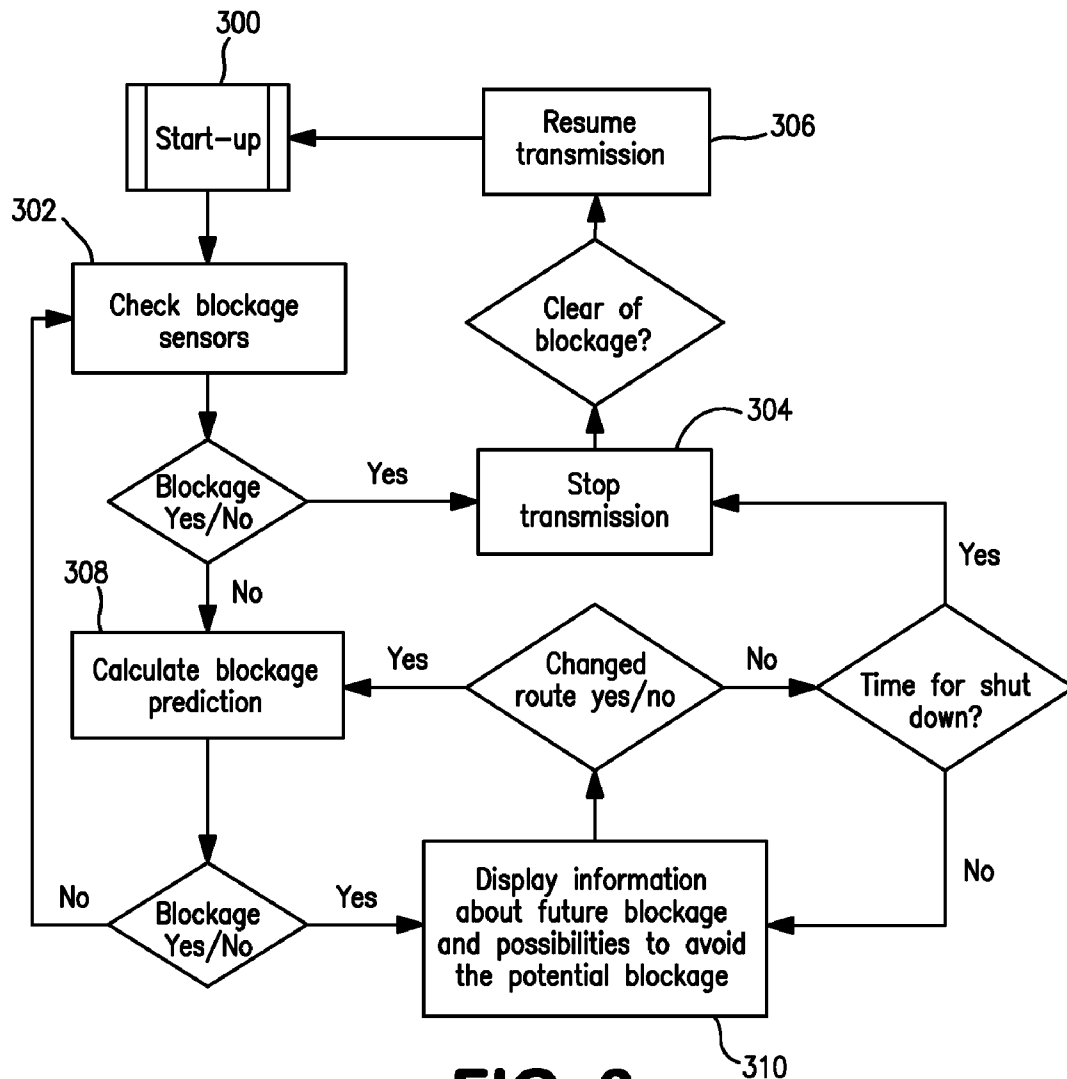 300
Start-up
Resume
transmission
306
302
Check blockage
sensors
Clear of
blockage?
304
Blockage
Yes/No
Yes
Stop
transmission
Yes
308
No
Calculate blockage
prediction
Yes
Changed
route yes/no
No
Time for shut
down?
No
No
Blockage
Yes/No
Yes
Display information
about future blockage
and possibilities to avoid
the potential blockage
310